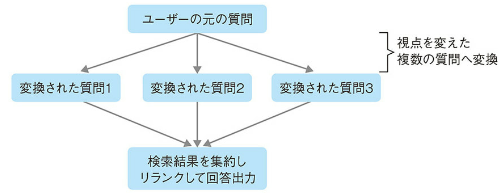 ユーザーの元の質問
視点を変えた
複数の質問へ変換
変換された質問1
変換された質問2
変換された質問3
検索結果を集約し
リランクして回答出力